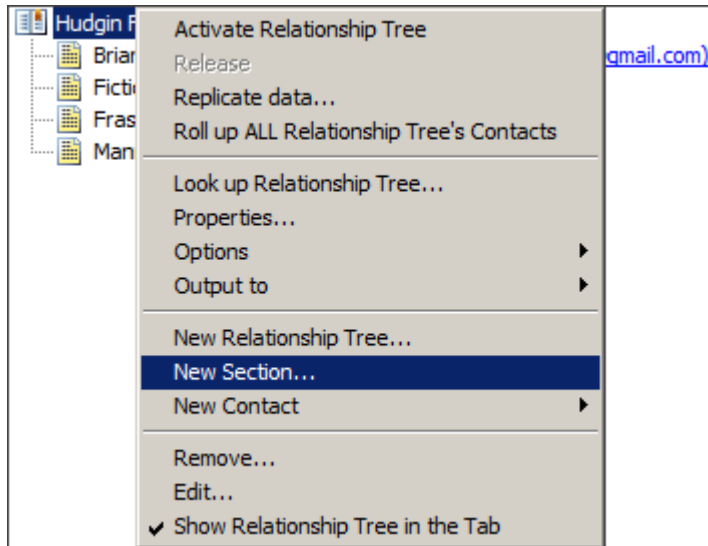 Hudgin F
Activate Relationship Tree
Brian
gmail.com)
Release
Ficti
Replicate data...
Fras
Roll up ALL Relationship Tree's Contacts
Man
Look up Relationship Tree...
Properties...
Options
Output to
New Relationship Tree...
New Section...
New Contact
Remove...
Edit...
Show Relationship Tree in the Tab